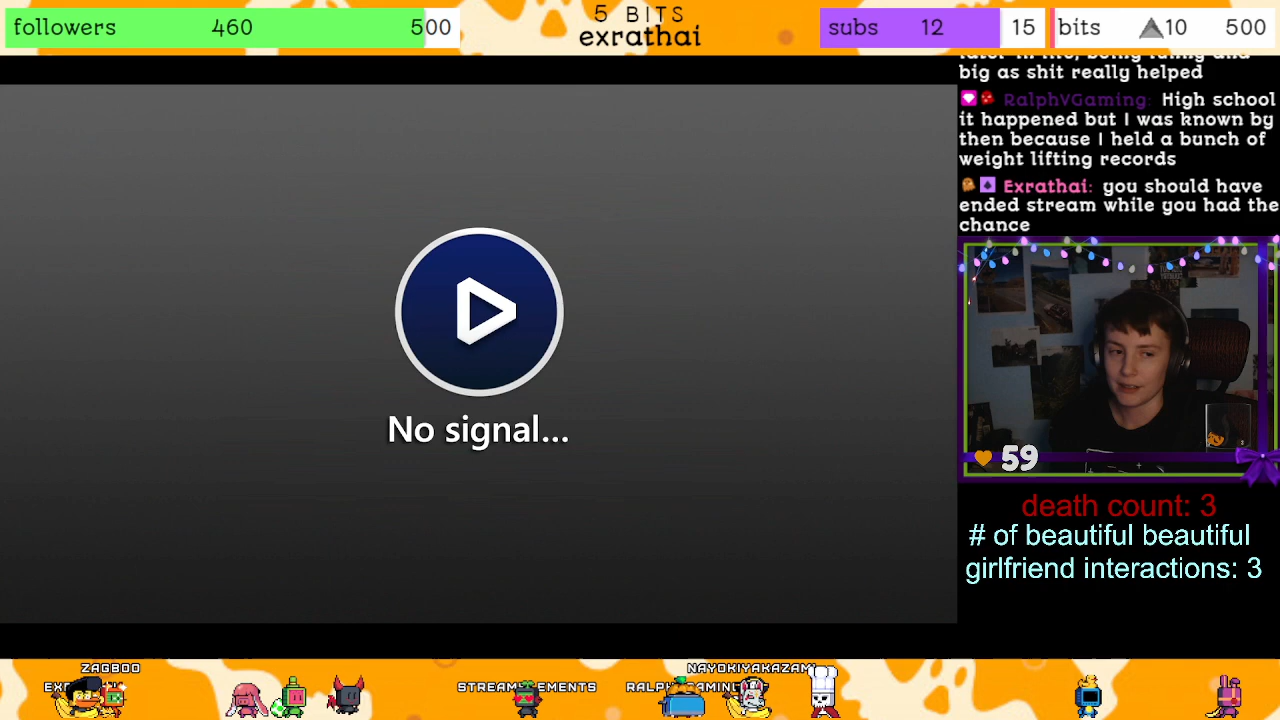 followers 460 500
5 BITS
exrathai
subs 12 15
bits 10 500
big as shit really helped
RalphVGaming: High school
it happened but I was known by
then because I held a bunch of
weight lifting records
Exrathai: you should have
ended stream while you had the
chance
No signal...
59
death count: 3
# of beautiful beautiful
girlfriend interactions: 3
ZAGBOO
NAYOKIYAKAZAMI